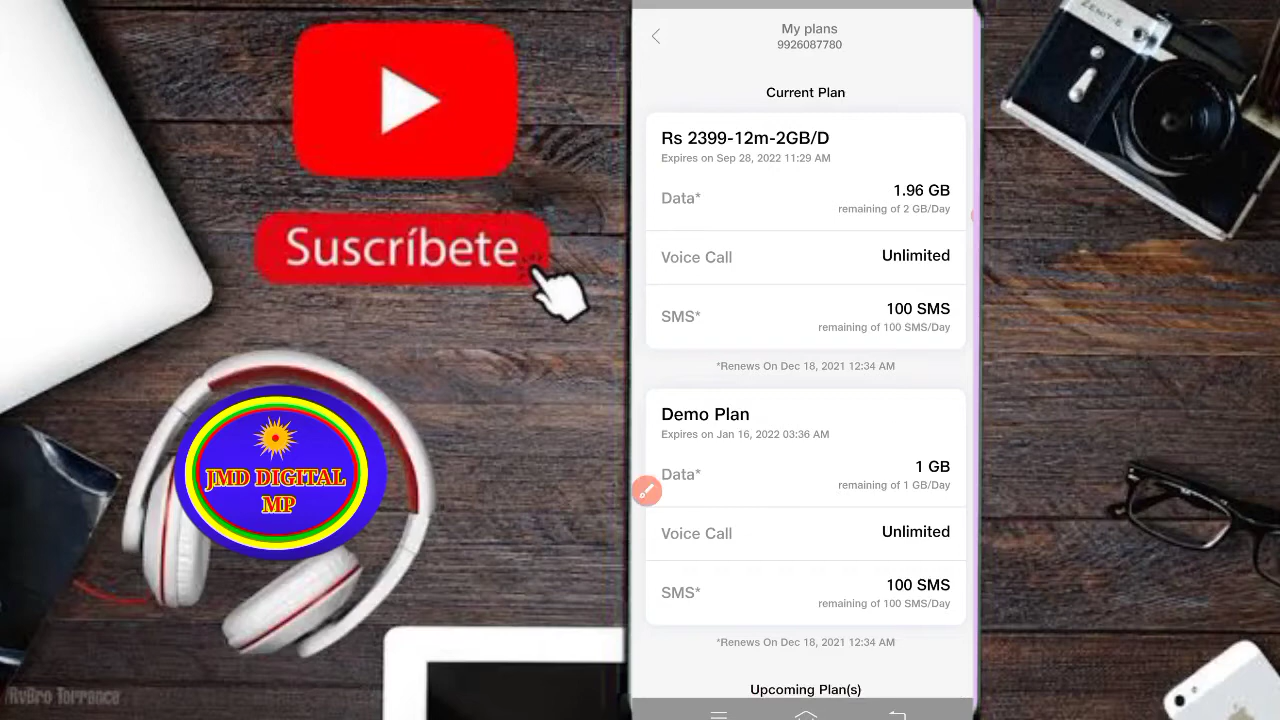 Suscríbete
JMD DIGITAL
MP
RvBro Torrance
ZENIT-E
My plans
9926087780
Current Plan
Rs 2399-12m-2GB/D
Expires on Sep 28, 2022 11:29 AM
Data*
1.96 GB
remaining of 2 GB/Day
Voice Call
Unlimited
SMS*
100 SMS
remaining of 100 SMS/Day
*Renews On Dec 18, 2021 12:34 AM
Demo Plan
Expires on Jan 16, 2022 03:36 AM
Data*
1 GB
remaining of 1 GB/Day
Voice Call
Unlimited
SMS*
100 SMS
remaining of 100 SMS/Day
*Renews On Dec 18, 2021 12:34 AM
Upcoming Plan(s)